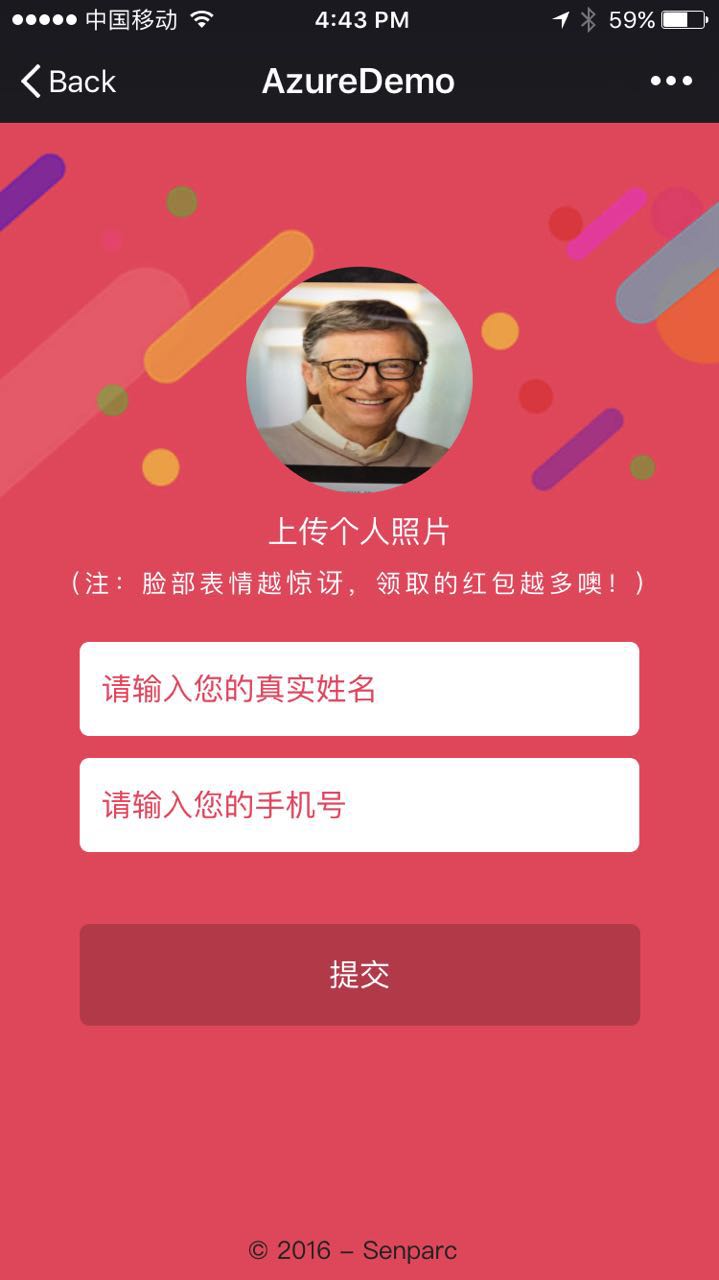 中国移动 4:43 PM 59%
Back AzureDemo
上传个人照片
（注：脸部表情越惊讶，领取的红包越多噢！）
请输入您的真实姓名
请输入您的手机号
提交
© 2016 – Senparc